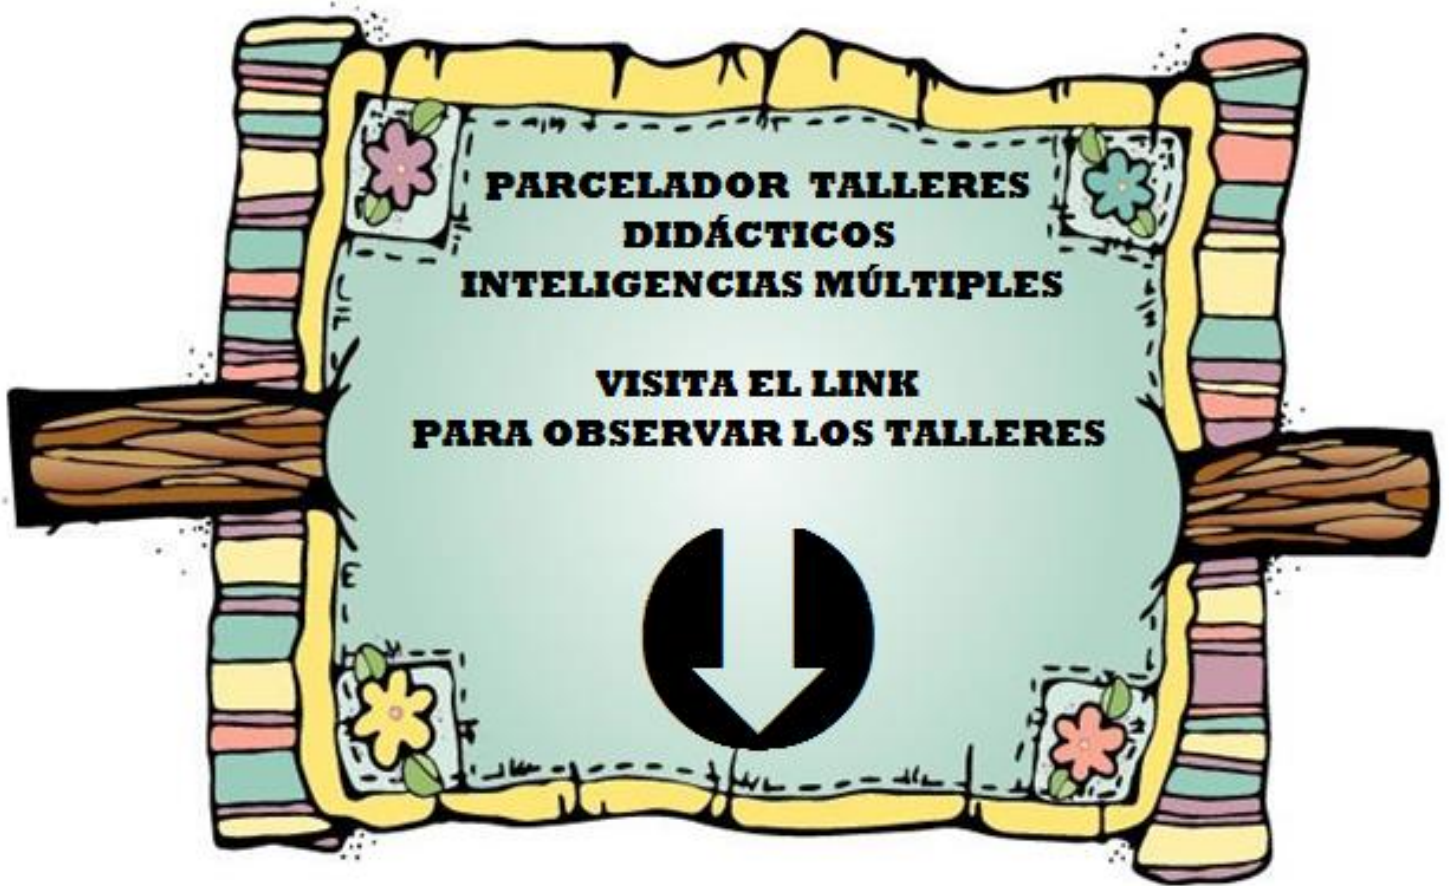 PARCELADOR TALLERES
DIDÁCTICOS
INTELIGENCIAS MÚLTIPLES
VISITA EL LINK
PARA OBSERVAR LOS TALLERES